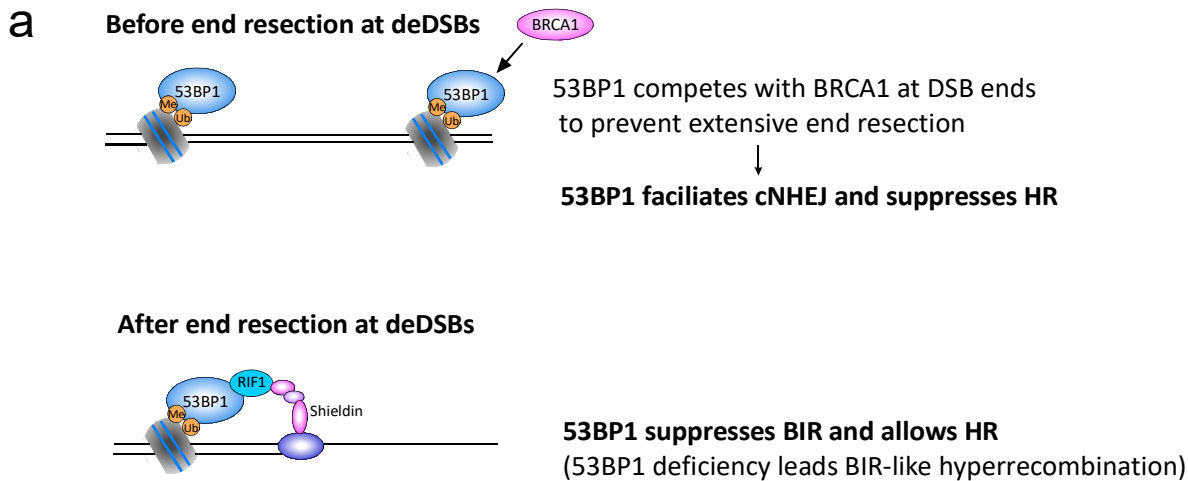 a
Before end resection at deDSBs
BRCA1
53BP1
Me
Ub
53BP1
Me
Ub
53BP1 competes with BRCA1 at DSB ends
to prevent extensive end resection
53BP1 faciliates cNHEJ and suppresses HR
After end resection at deDSBs
RIF1
53BP1
Me
Ub
Shieldin
53BP1 suppresses BIR and allows HR
(53BP1 deficiency leads BIR-like hyperrecombination)